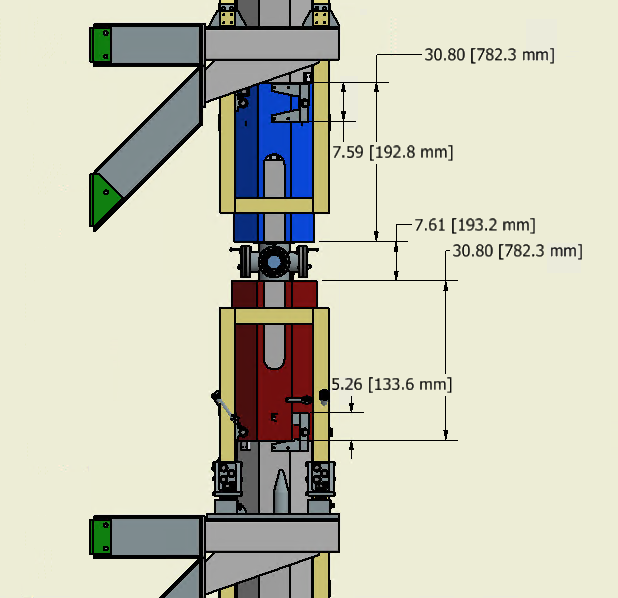 30.80 [782.3 mm]
7.59 [192.8 mm]
7.61 [193.2 mm]
30.80 [782.3 mm]
5.26 [133.6 mm]